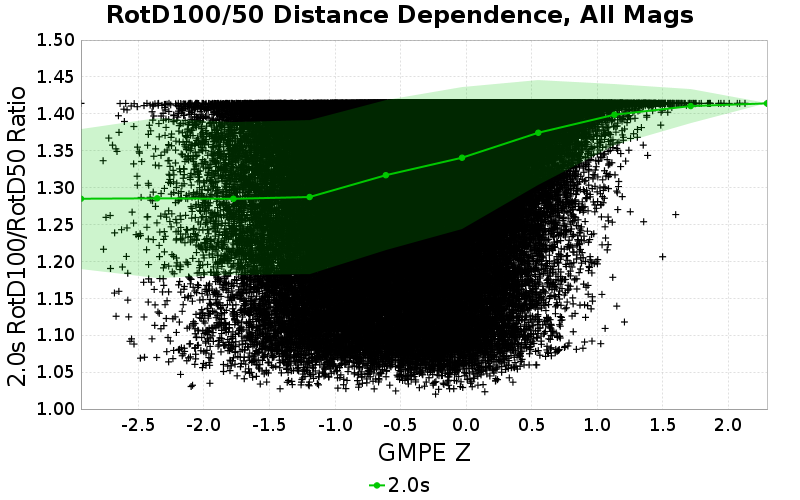 RotD100/50 Distance Dependence, All Mags
2.0s RotD100/RotD50 Ratio
1.50
1.45
1.40
1.35
1.30
1.25
1.20
1.15
1.10
1.05
1.00
-2.5 -2.0 -1.5 -1.0 -0.5 0.0 0.5 1.0 1.5 2.0
GMPE Z
2.0s